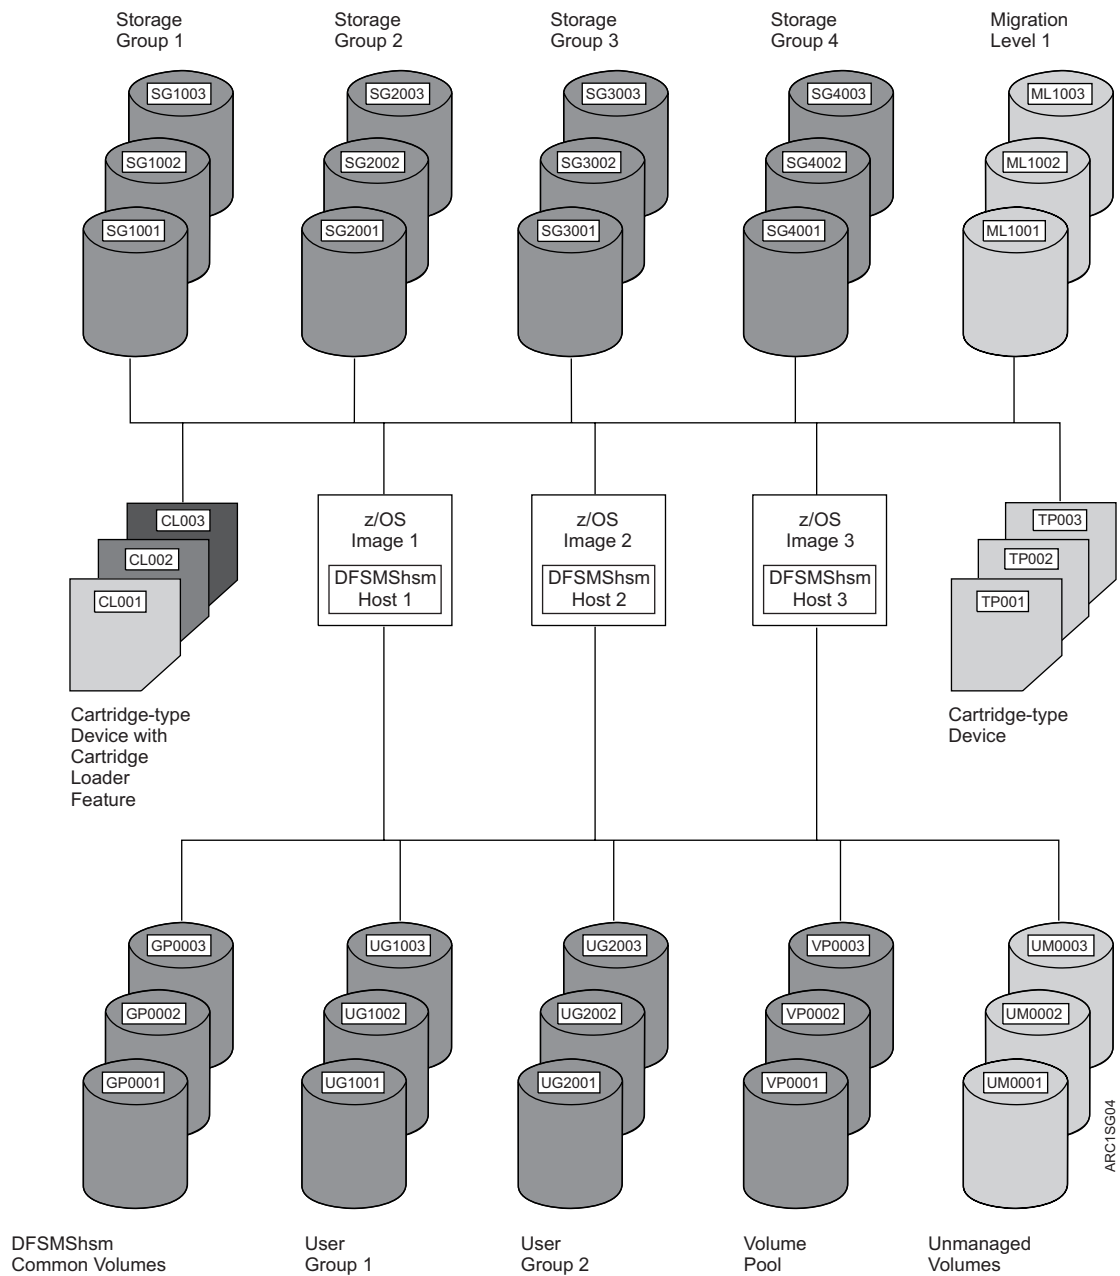 Storage
Group 1
Storage
Group 2
Storage
Group 3
Storage
Group 4
Migration
Level 1
SG1003
SG2003
SG3003
SG4003
ML1003
SG1002
SG2002
SG3002
SG4002
ML1002
SG1001
SG2001
SG3001
SG4001
ML1001
CL003
CL002
CL001
z/OS
Image 1
DFSMShsm
Host 1
z/OS
Image 2
DFSMShsm
Host 2
z/OS
Image 3
DFSMShsm
Host 3
TP003
TP002
TP001
Cartridge-type
Device with
Cartridge
Loader
Feature
Cartridge-type
Device
GP0003
UG1003
UG2003
VP0003
UM0003
GP0002
UG1002
UG2002
VP0002
UM0002
GP0001
UG1001
UG2001
VP0001
UM0001
ARC1SG04
DFSMShsm
Common Volumes
User
Group 1
User
Group 2
Volume
Pool
Unmanaged
Volumes